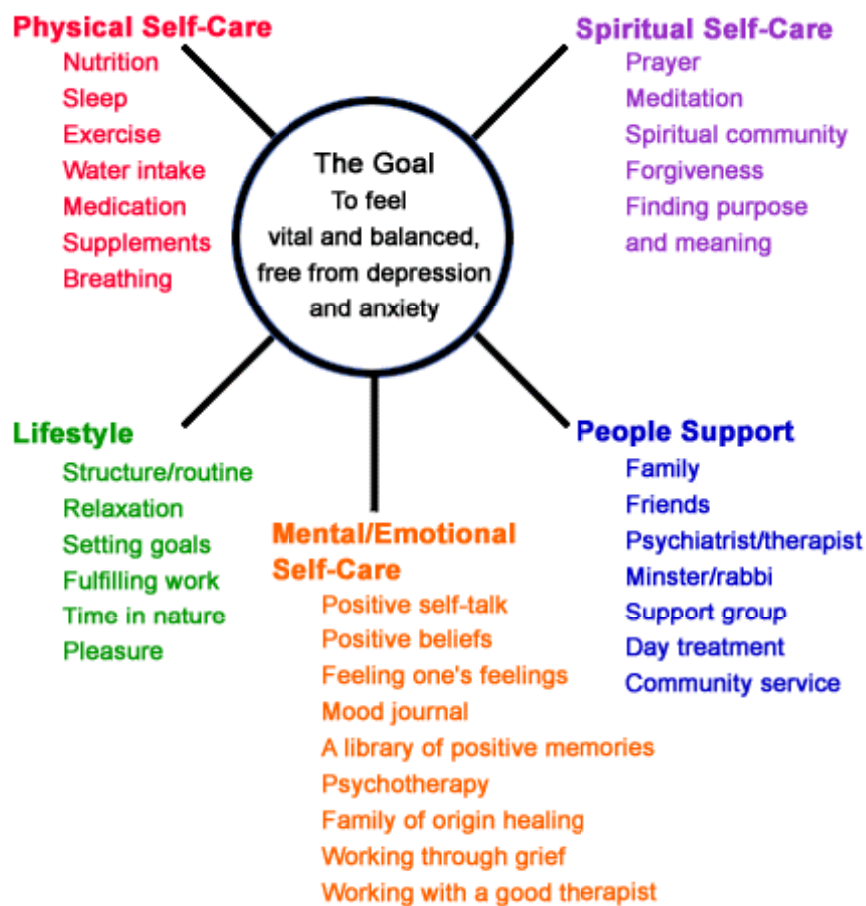 Physical Self-Care
Nutrition
Sleep
Exercise
Water intake
Medication
Supplements
Breathing
Spiritual Self-Care
Prayer
Meditation
Spiritual community
Forgiveness
Finding purpose
and meaning
The Goal
To feel
vital and balanced,
free from depression
and anxiety
Lifestyle
Structure/routine
Relaxation
Setting goals
Fulfilling work
Time in nature
Pleasure
Mental/Emotional
Self-Care
Positive self-talk
Positive beliefs
Feeling one's feelings
Mood journal
A library of positive memories
Psychotherapy
Family of origin healing
Working through grief
Working with a good therapist
People Support
Family
Friends
Psychiatrist/therapist
Minster/rabbi
Support group
Day treatment
Community service